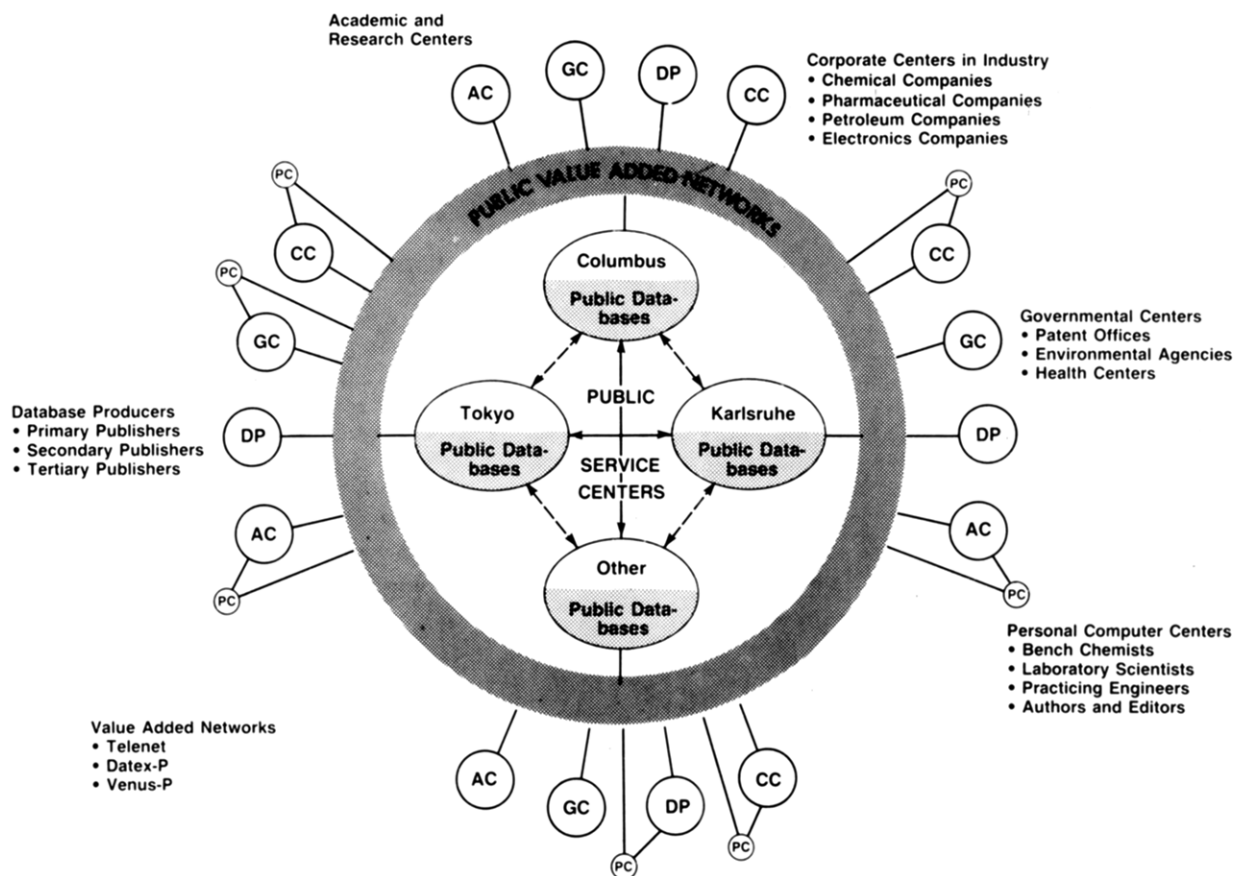 Academic and
Research Centers
AC
GC
DP
CC
Corporate Centers in Industry
• Chemical Companies
• Pharmaceutical Companies
• Petroleum Companies
• Electronics Companies
PC
CC
PC
GC
PUBLIC VALUE ADDED NETWORKS
PC
CC
Columbus
Public Data-
bases
Governmental Centers
• Patent Offices
• Environmental Agencies
• Health Centers
GC
Database Producers
• Primary Publishers
• Secondary Publishers
• Tertiary Publishers
DP
Tokyo
Public Data-
bases
PUBLIC
SERVICE
CENTERS
Karlsruhe
Public Data-
bases
DP
AC
PC
Other
Public Data-
bases
AC
PC
Personal Computer Centers
• Bench Chemists
• Laboratory Scientists
• Practicing Engineers
• Authors and Editors
Value Added Networks
• Telenet
• Datex-P
• Venus-P
AC
GC
DP
CC
PC
PC